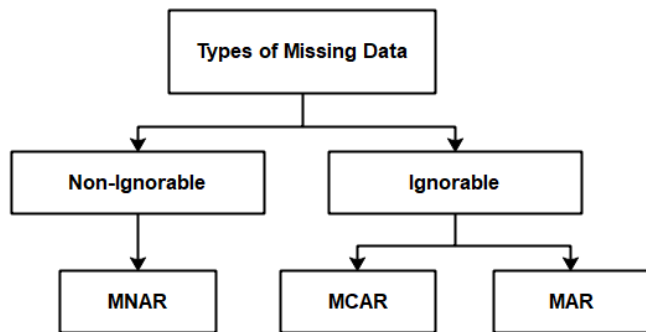 Types of Missing Data
Non-Ignorable
Ignorable
MNAR
MCAR
MAR